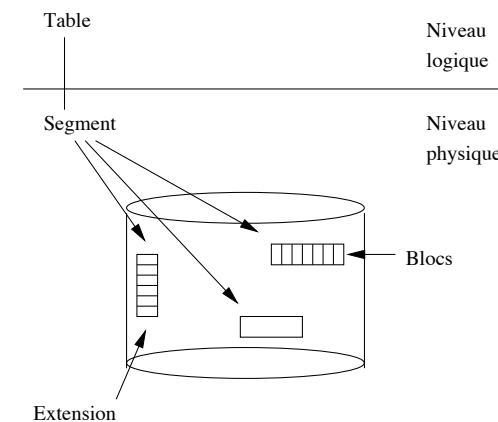 Table
Niveau
logique
Segment
Niveau
physique
Blocs
Extension